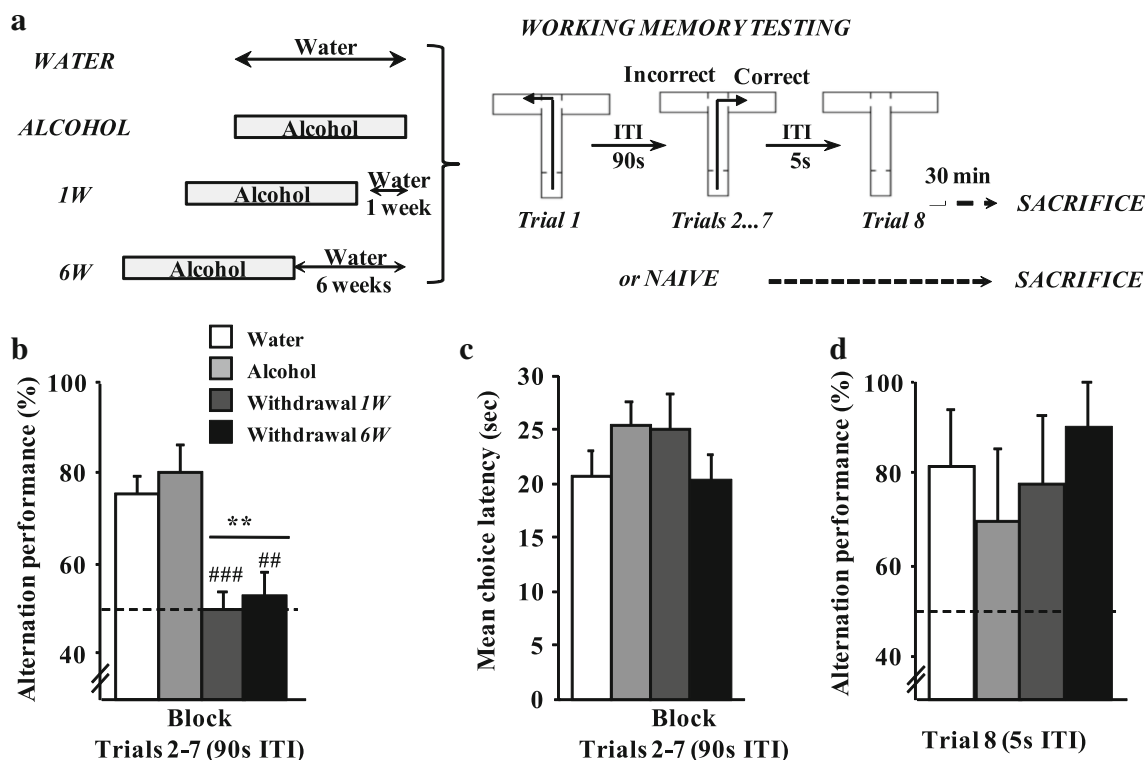 a
WORKING MEMORY TESTING
WATER
Water
Incorrect
Correct
ALCOHOL
Alcohol
ITI
90s
ITI
5s
1W
Alcohol
Water
1 week
30 min
SACRIFICE
Trial 1
Trials 2...7
Trial 8
6W
Alcohol
Water
6 weeks
or NAIVE
SACRIFICE
b
Water
Alcohol
Withdrawal 1W
Withdrawal 6W
Alternation performance (%)
100
80
60
40
**
###
##
Block
Trials 2-7 (90s ITI)
c
Mean choice latency (sec)
30
25
20
15
10
5
0
Block
Trials 2-7 (90s ITI)
d
Alternation performance (%)
100
80
60
40
Trial 8 (5s ITI)